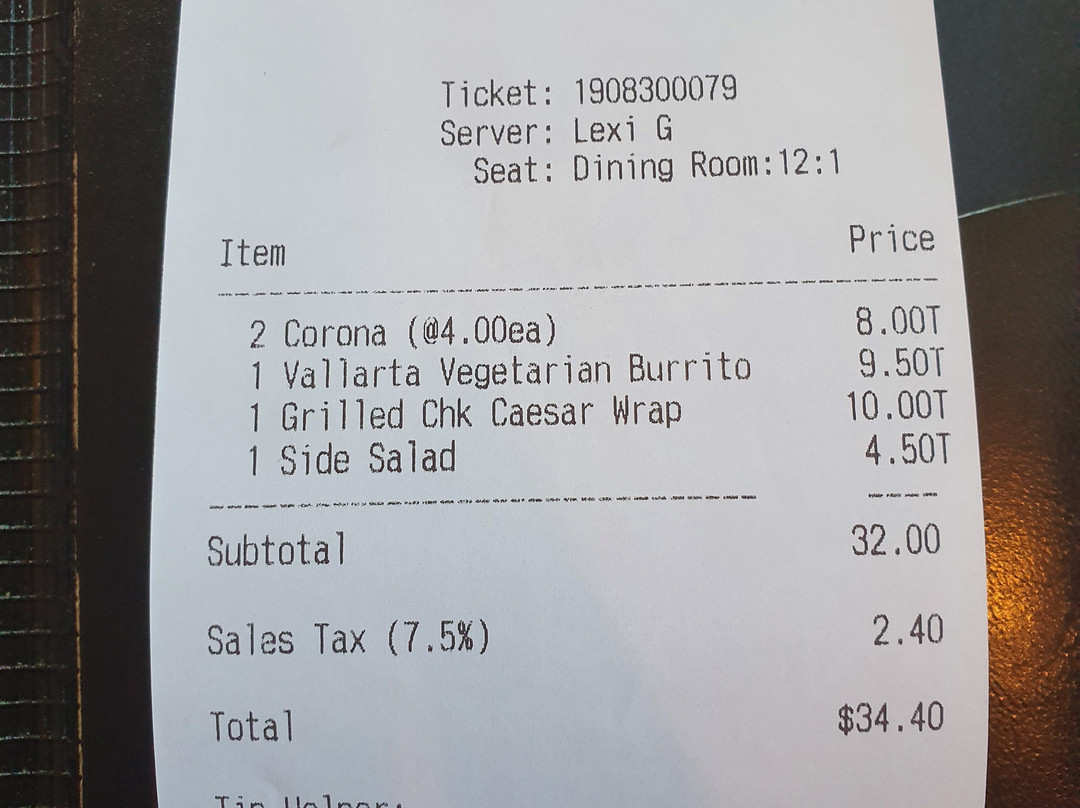 Ticket: 1908300079
Server: Lexi G
Seat: Dining Room:12:1
Item Price
2 Corona (@4.00ea) 8.00T
1 Vallarta Vegetarian Burrito 9.50T
1 Grilled Chk Caesar Wrap 10.00T
1 Side Salad 4.50T
Subtotal 32.00
Sales Tax (7.5%) 2.40
Total $34.40
Tip Helper: